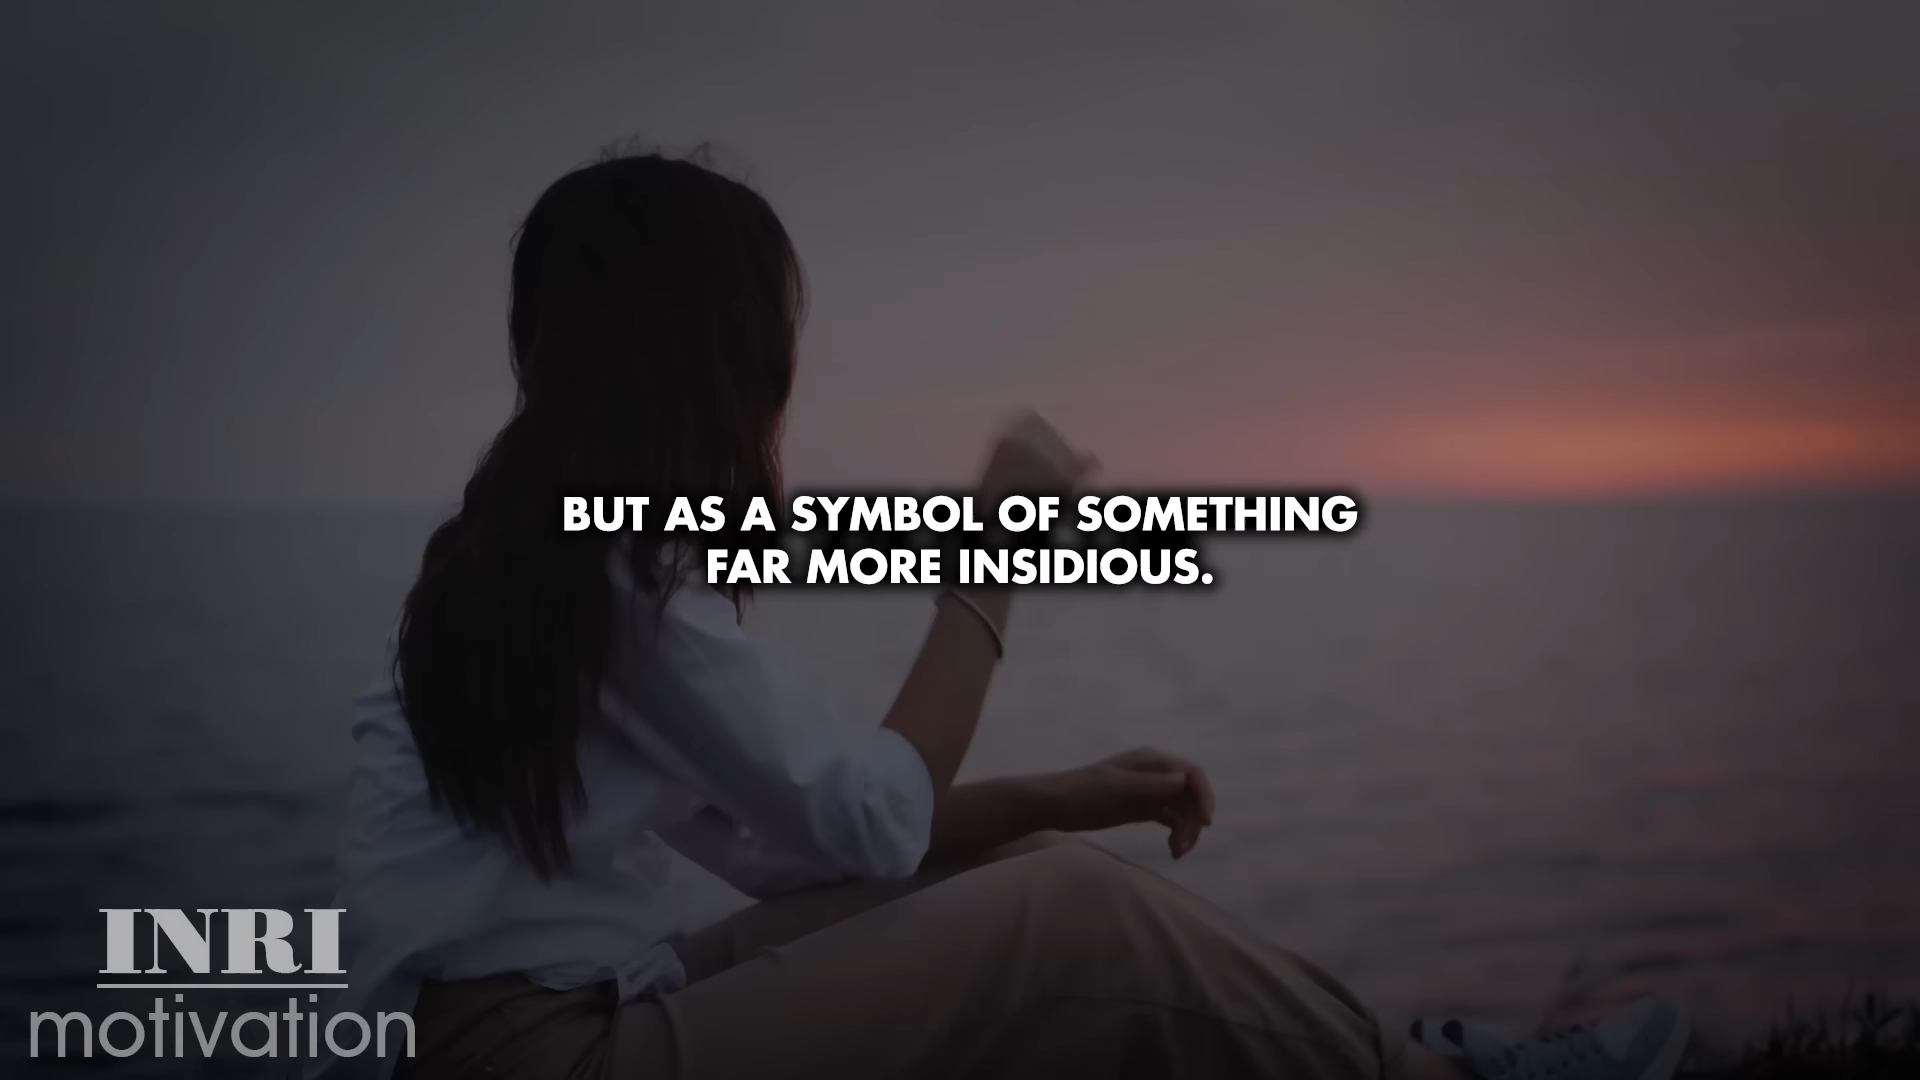 BUT AS A SYMBOL OF SOMETHING
FAR MORE INSIDIOUS.
INRI
motivation